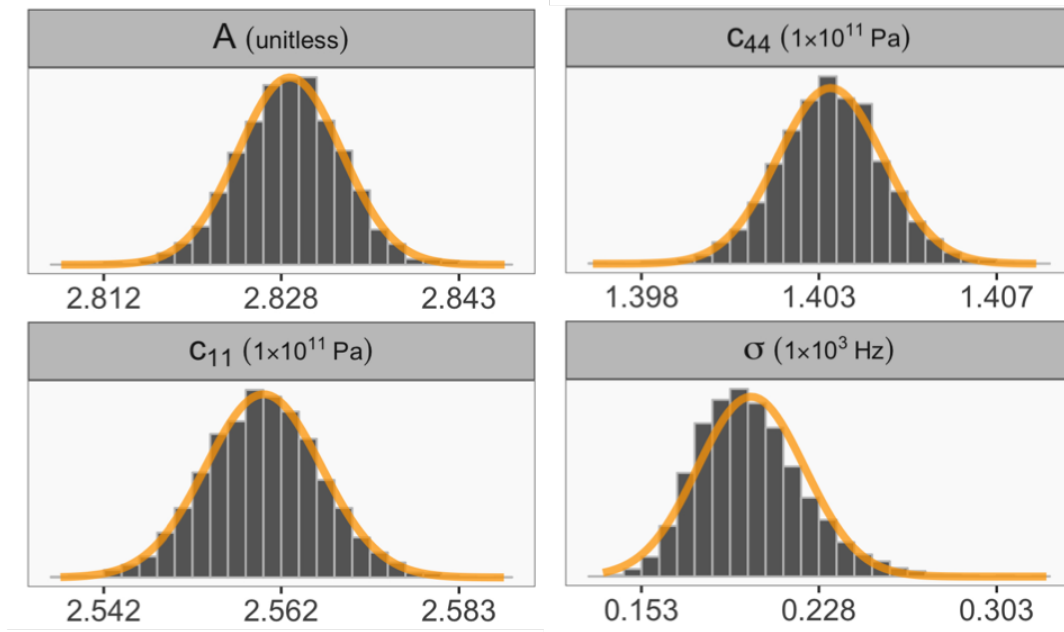 A (unitless)
c₄₄ (1×10¹¹ Pa)
2.812 2.828 2.843
1.398 1.403 1.407
c₁₁ (1×10¹¹ Pa)
σ (1×10³ Hz)
2.542 2.562 2.583
0.153 0.228 0.303